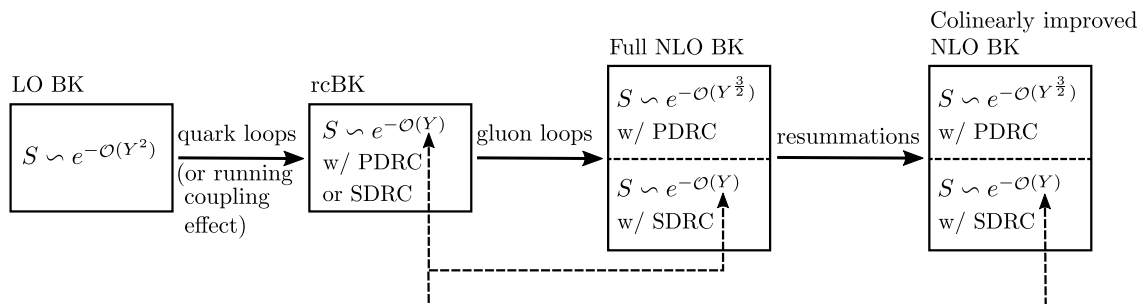 LO BK
S ∽ e^{-𝒪(Y^2)}
quark loops
(or running
coupling
effect)
rcBK
S ∽ e^{-𝒪(Y)}
w/ PDRC
or SDRC
gluon loops
Full NLO BK
S ∽ e^{-𝒪(Y^{3/2})}
w/ PDRC
S ∽ e^{-𝒪(Y)}
w/ SDRC
resummations
Colinearly improved
NLO BK
S ∽ e^{-𝒪(Y^{3/2})}
w/ PDRC
S ∽ e^{-𝒪(Y)}
w/ SDRC